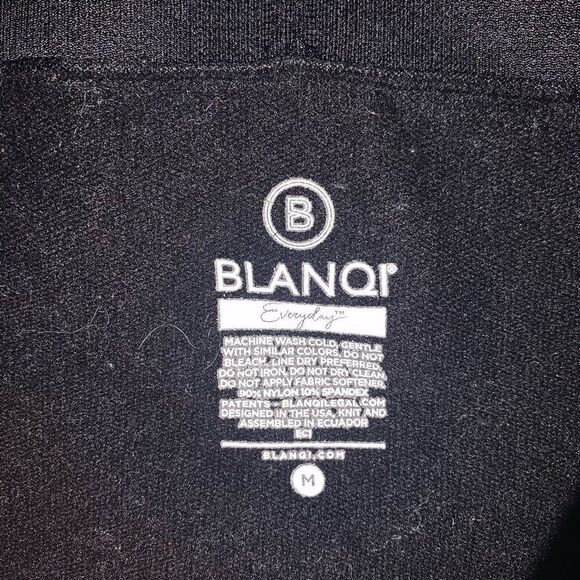 B
BLANQI®
Everyday™
MACHINE WASH COLD, GENTLE
WITH SIMILAR COLORS, DO NOT
BLEACH, LINE DRY PREFERRED,
DO NOT IRON, DO NOT DRY CLEAN,
DO NOT APPLY FABRIC SOFTENER,
90% NYLON 10% SPANDEX
PATENTS - BLANQILEGAL.COM
DESIGNED IN THE USA, KNIT AND
ASSEMBLED IN ECUADOR
EC1
BLANQI.COM
M